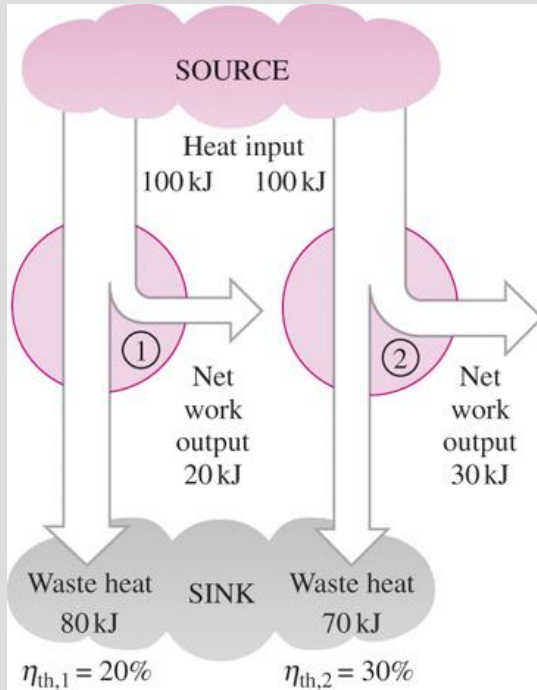 SOURCE
Heat input
100 kJ 100 kJ
1
Net
work
output
20 kJ
2
Net
work
output
30 kJ
Waste heat
80 kJ
SINK
Waste heat
70 kJ
ηth,1 = 20%
ηth,2 = 30%